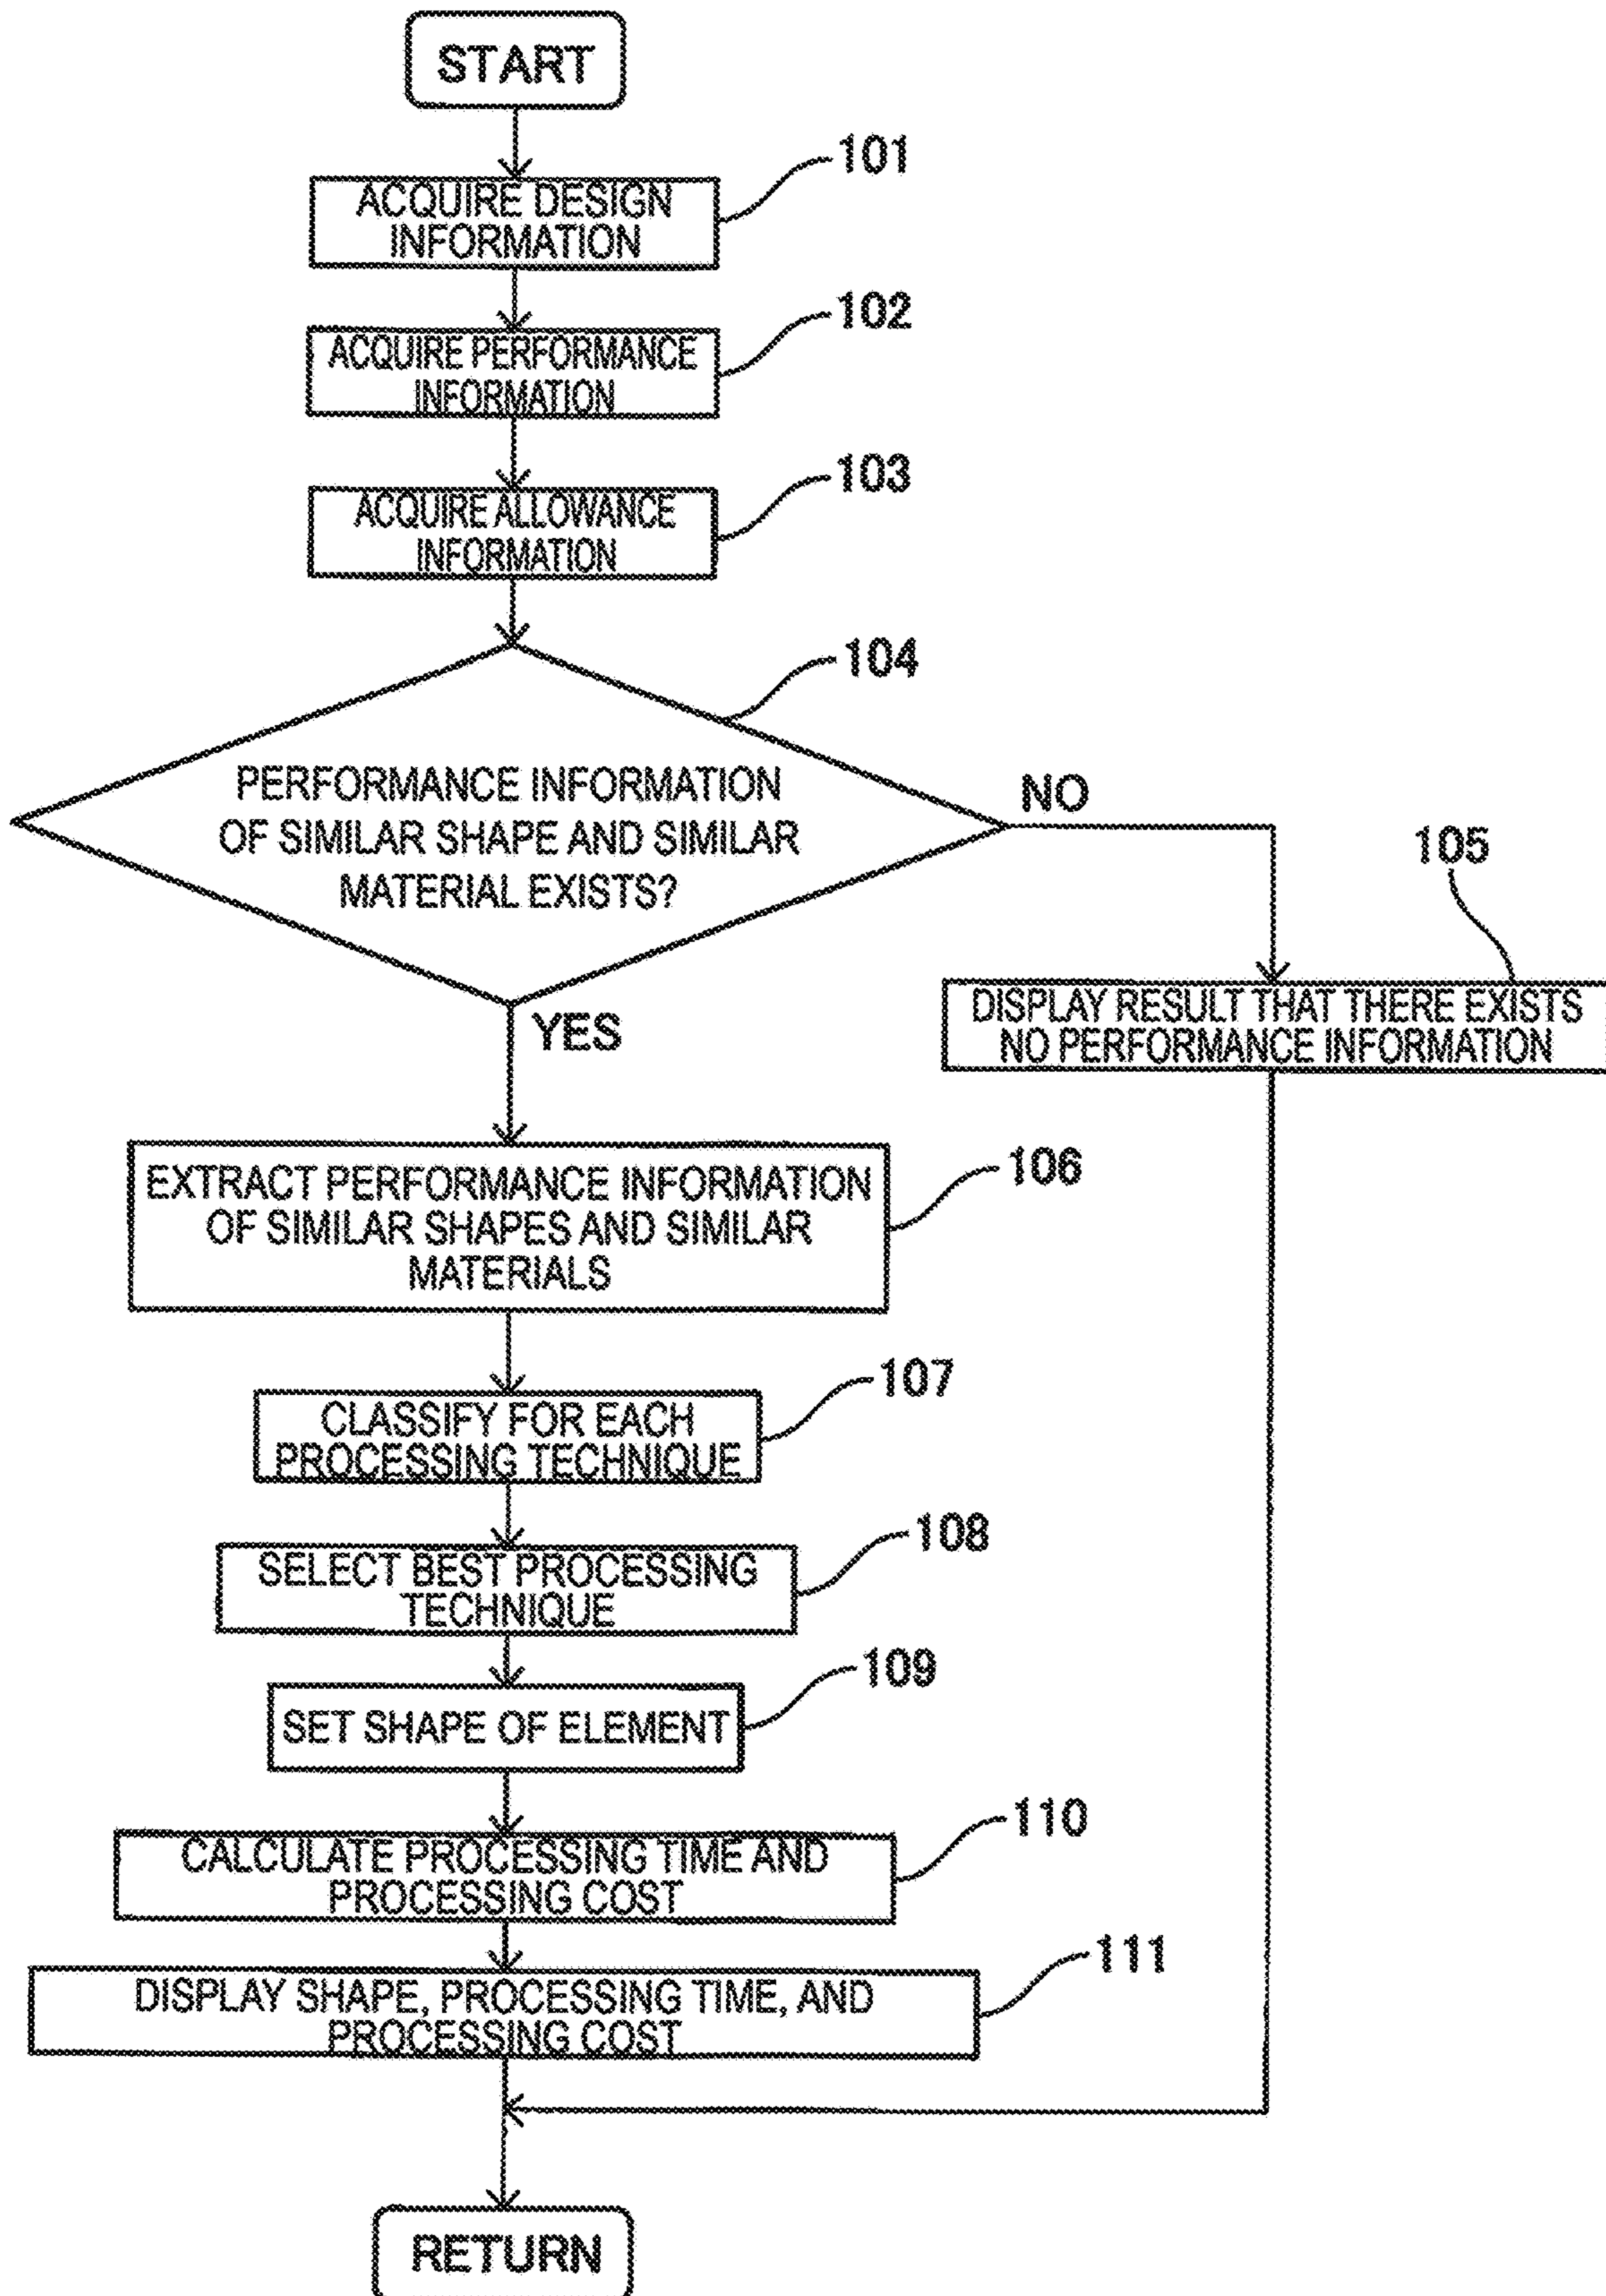 START
101
ACQUIRE DESIGN
INFORMATION
102
ACQUIRE PERFORMANCE
INFORMATION
103
ACQUIRE ALLOWANCE
INFORMATION
104
PERFORMANCE INFORMATION
OF SIMILAR SHAPE AND SIMILAR
MATERIAL EXISTS?
NO
105
DISPLAY RESULT THAT THERE EXISTS
NO PERFORMANCE INFORMATION
YES
106
EXTRACT PERFORMANCE INFORMATION
OF SIMILAR SHAPES AND SIMILAR
MATERIALS
107
CLASSIFY FOR EACH
PROCESSING TECHNIQUE
108
SELECT BEST PROCESSING
TECHNIQUE
109
SET SHAPE OF ELEMENT
110
CALCULATE PROCESSING TIME AND
PROCESSING COST
111
DISPLAY SHAPE, PROCESSING TIME, AND
PROCESSING COST
RETURN